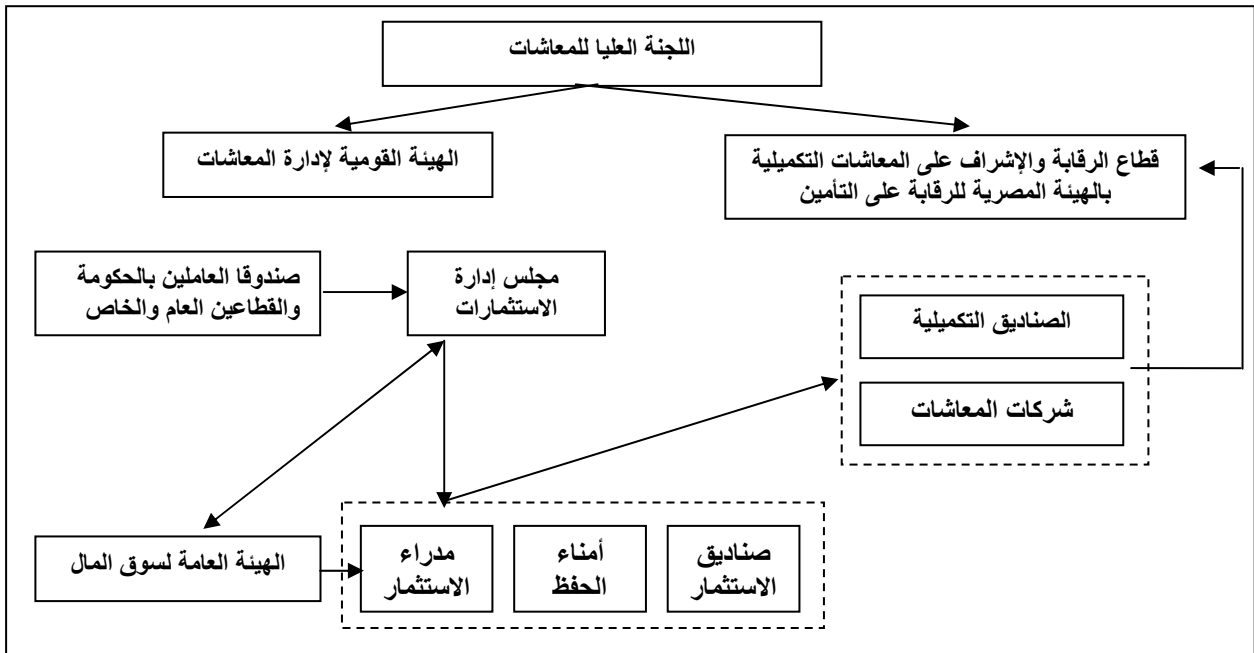 اللجنة العليا للمعاشات
قطاع الرقابة والإشراف على المعاشات التكميلية
بالهيئة المصرية للرقابة على التأمين
الهيئة القومية لإدارة المعاشات
صندوقا العاملين بالحكومة
والقطاعين العام والخاص
مجلس إدارة
الاستثمارات
الصناديق التكميلية
شركات المعاشات
الهيئة العامة لسوق المال
مدراء
الاستثمار
أمناء
الحفظ
صناديق
الاستثمار